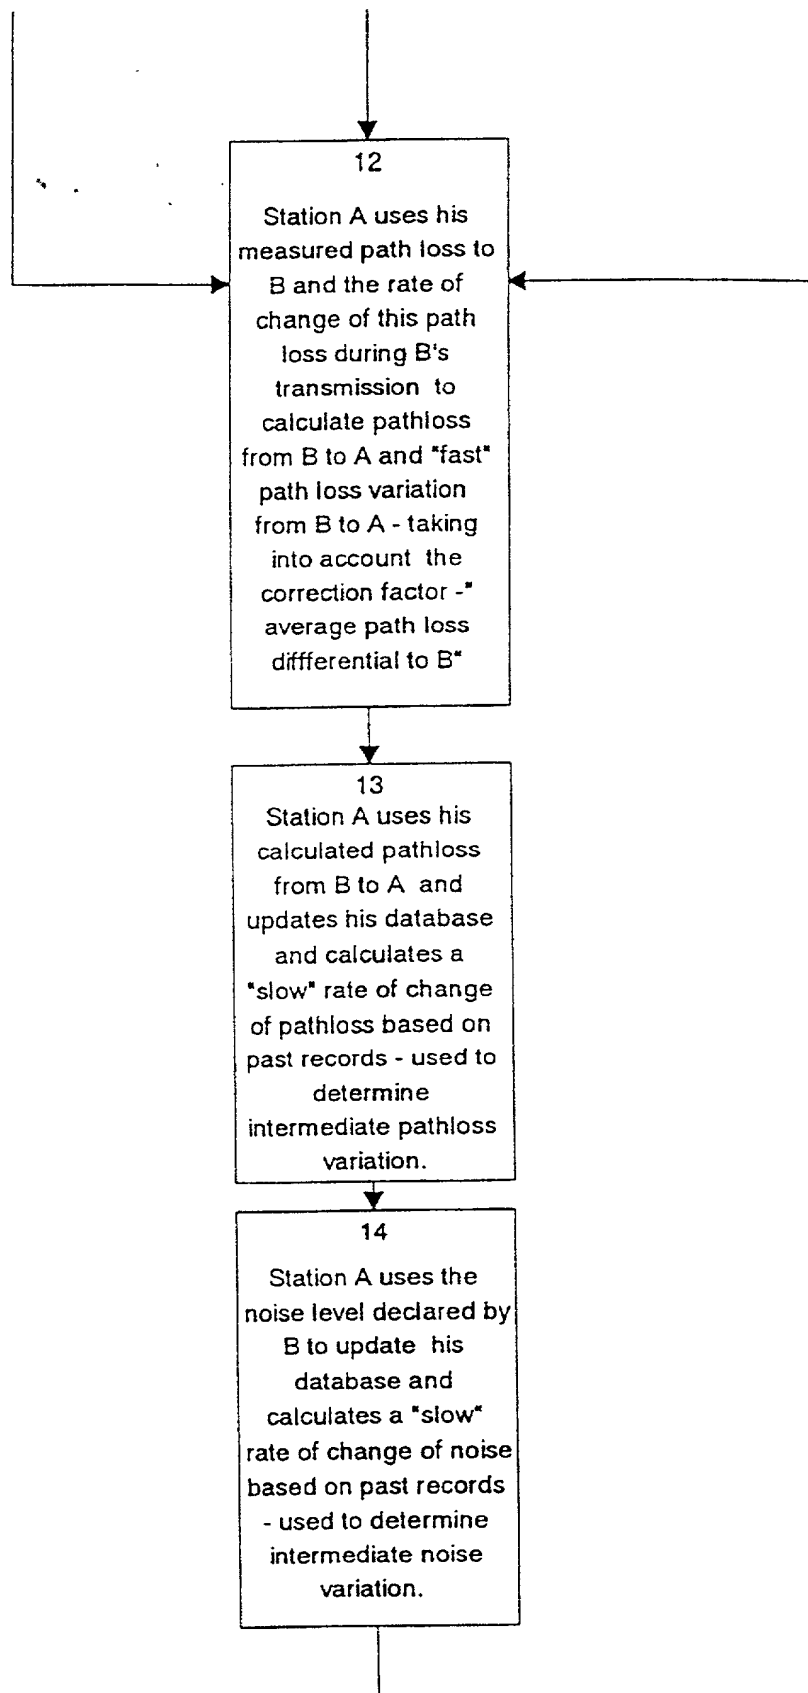 12
Station A uses his
measured path loss to
B and the rate of
change of this path
loss during B's
transmission to
calculate pathloss
from B to A and "fast"
path loss variation
from B to A - taking
into account the
correction factor -"
average path loss
diffferential to B"
13
Station A uses his
calculated pathloss
from B to A and
updates his database
and calculates a
"slow" rate of change
of pathloss based on
past records - used to
determine
intermediate pathloss
variation.
14
Station A uses the
noise level declared by
B to update his
database and
calculates a "slow"
rate of change of noise
based on past records
- used to determine
intermediate noise
variation.